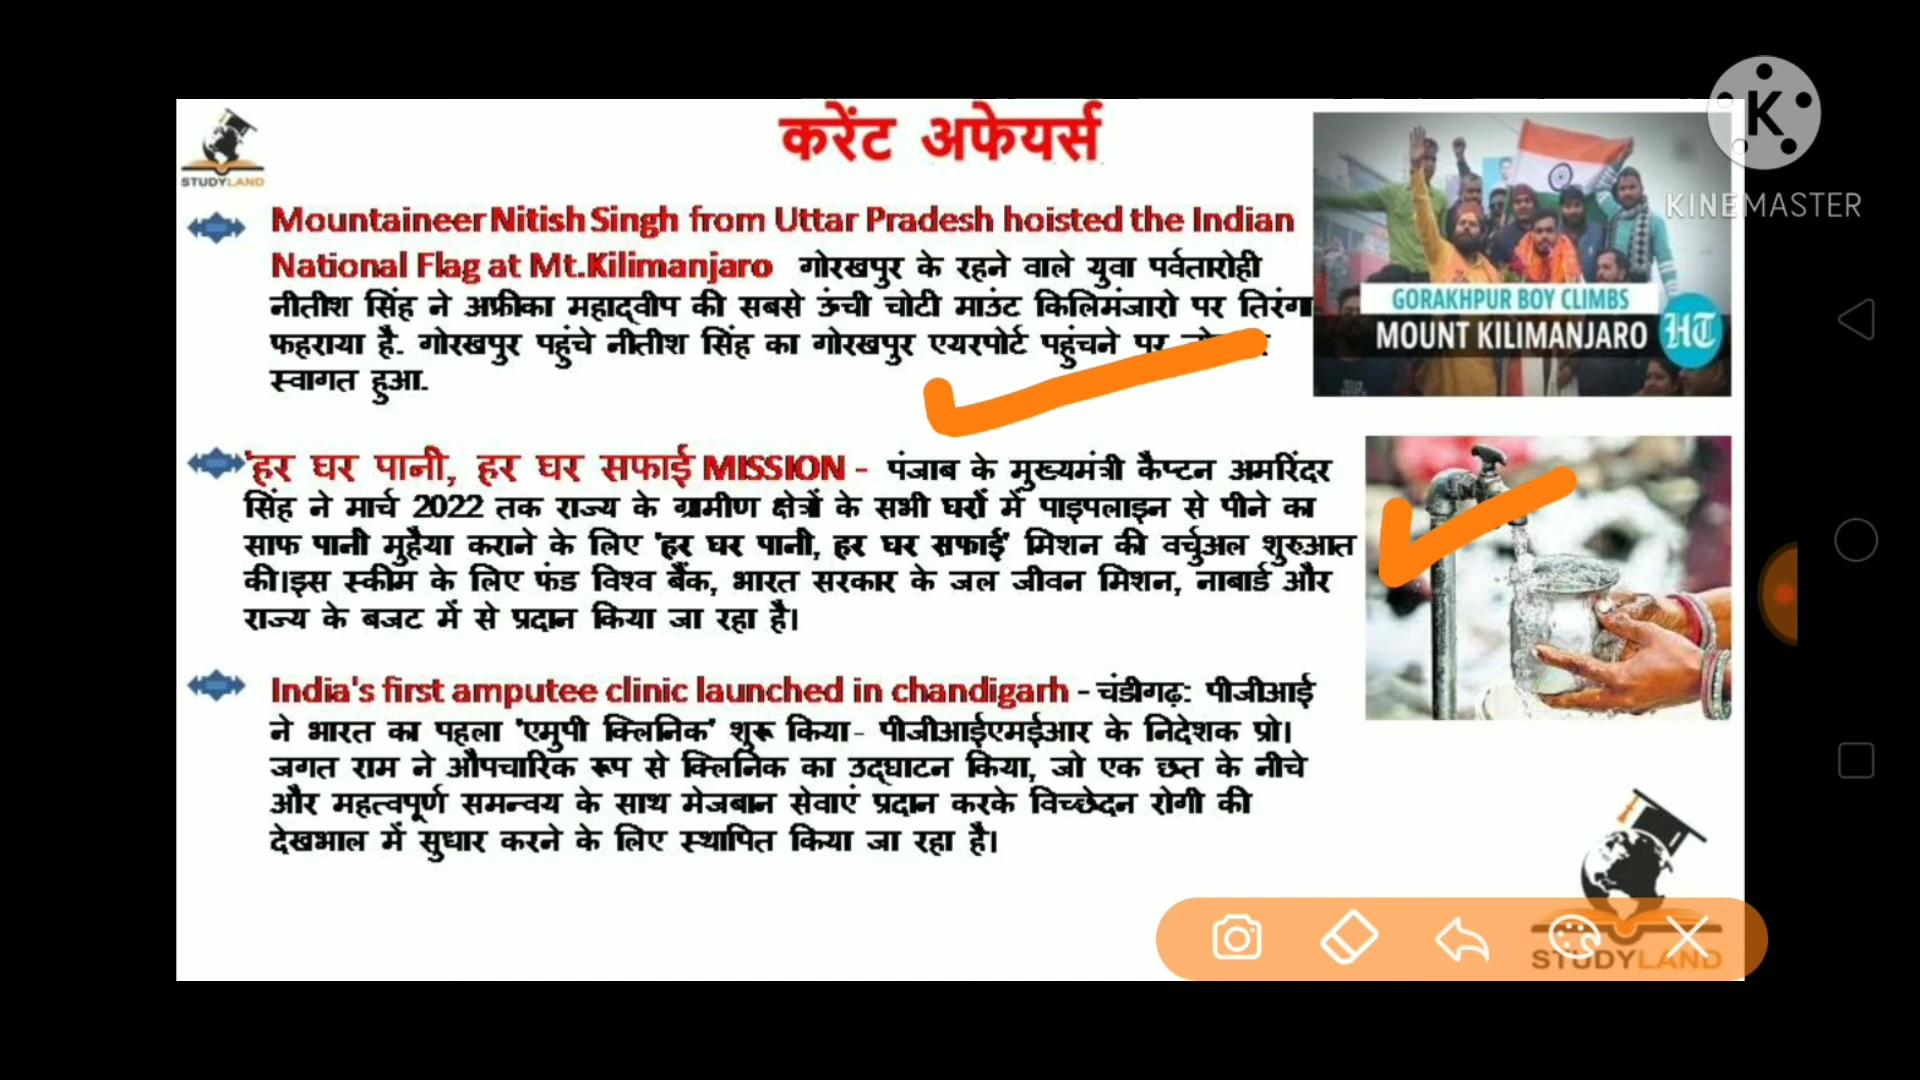 करेंट अफेयर्स
STUDYLAND
K
KINEMASTER
Mountaineer Nitish Singh from Uttar Pradesh hoisted the Indian
National Flag at Mt.Kilimanjaro गोरखपुर के रहने वाले युवा पर्वतारोही
नीतीश सिंह ने अफ्रीका महाद्वीप की सबसे ऊंची चोटी माउंट किलिमंजारो पर तिरंगा
फहराया है. गोरखपुर पहुंचे नीतीश सिंह का गोरखपुर एयरपोर्ट पहुंचने पर
स्वागत हुआ.
GORAKHPUR BOY CLIMBS
MOUNT KILIMANJARO
HT
'हर घर पानी, हर घर सफाई MISSION - पंजाब के मुख्यमंत्री कैप्टन अमरिंदर
सिंह ने मार्च 2022 तक राज्य के ग्रामीण क्षेत्रों के सभी घरों में पाइपलाइन से पीने का
साफ पानी मुहैया कराने के लिए 'हर घर पानी, हर घर सफाई' मिशन की वर्चुअल शुरुआत
की।इस स्कीम के लिए फंड विश्व बैंक, भारत सरकार के जल जीवन मिशन, नाबार्ड और
राज्य के बजट में से प्रदान किया जा रहा है।
India's first amputee clinic launched in chandigarh - चंडीगढ़: पीजीआई
ने भारत का पहला 'एमुपी क्लिनिक' शुरू किया- पीजीआईएमईआर के निदेशक प्रो।
जगत राम ने औपचारिक रूप से क्लिनिक का उद्घाटन किया, जो एक छत के नीचे
और महत्वपूर्ण समन्वय के साथ मेजबान सेवाएं प्रदान करके विच्छेदन रोगी की
देखभाल में सुधार करने के लिए स्थापित किया जा रहा है।
STUDYLAND